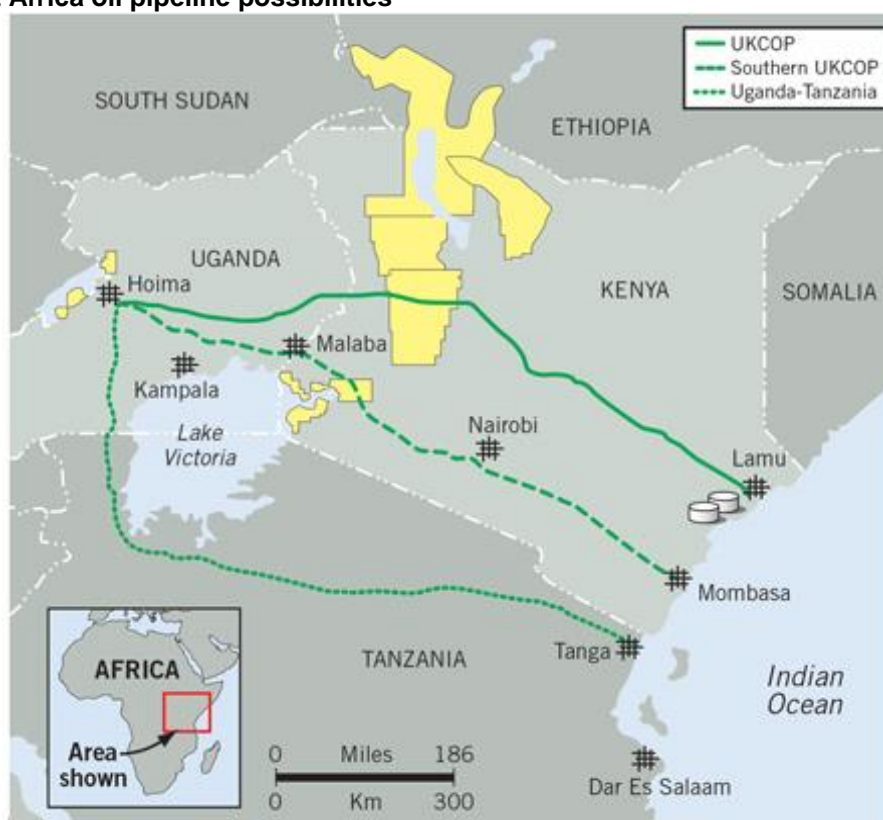 Africa oil pipeline possibilities
UKCOP
Southern UKCOP
Uganda-Tanzania
SOUTH SUDAN
ETHIOPIA
UGANDA
Hoima
KENYA
SOMALIA
Malaba
Kampala
Nairobi
Lake
Victoria
Lamu
Mombasa
Tanga
TANZANIA
Indian
Ocean
AFRICA
Area
shown
0 Miles 186
0 Km 300
Dar Es Salaam